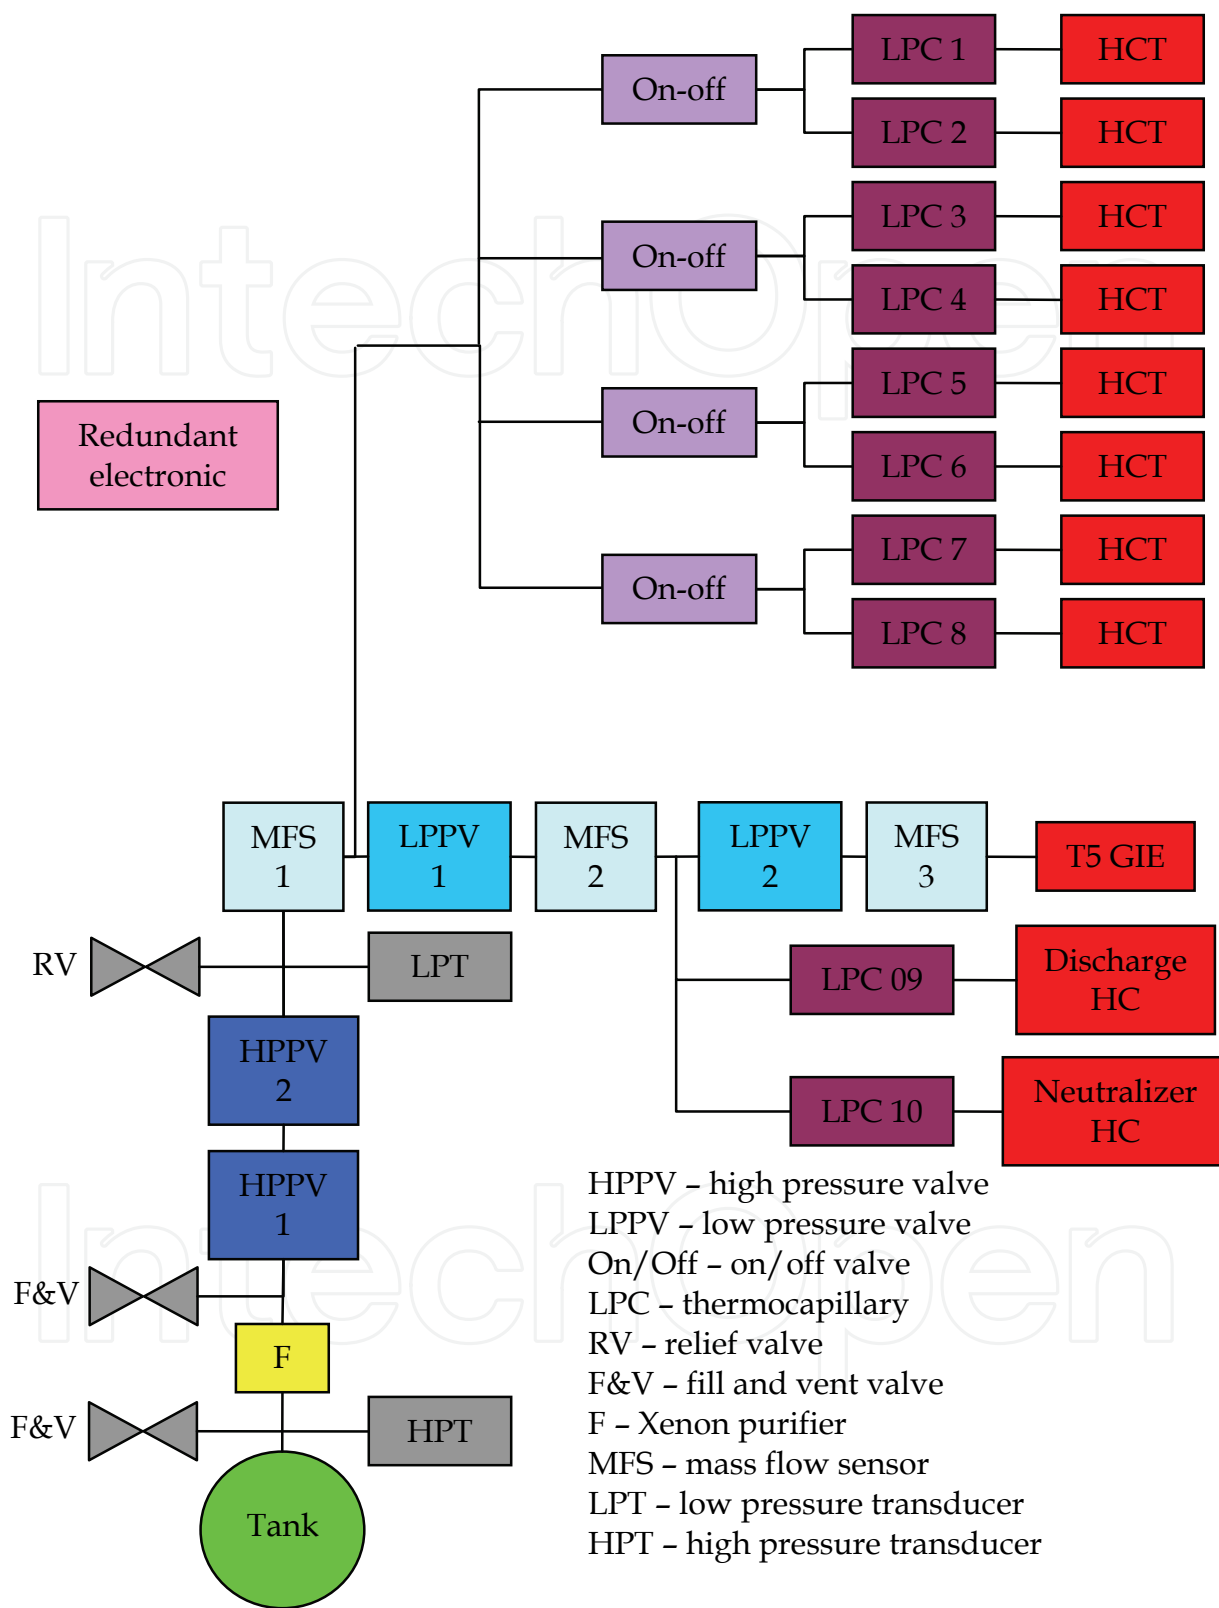 LPC 1
HCT
On-off
LPC 2
HCT
LPC 3
HCT
On-off
LPC 4
HCT
LPC 5
HCT
On-off
LPC 6
HCT
Redundant
electronic
LPC 7
HCT
On-off
LPC 8
HCT
MFS
1
LPPV
1
MFS
2
LPPV
2
MFS
3
T5 GIE
RV
LPT
LPC 09
Discharge
HC
HPPV
2
LPC 10
Neutralizer
HC
HPPV
1
F&V
F
F&V
HPT
Tank
HPPV – high pressure valve
LPPV – low pressure valve
On/Off – on/off valve
LPC – thermocapillary
RV – relief valve
F&V – fill and vent valve
F – Xenon purifier
MFS – mass flow sensor
LPT – low pressure transducer
HPT – high pressure transducer
IntechOpen
IntechOpen